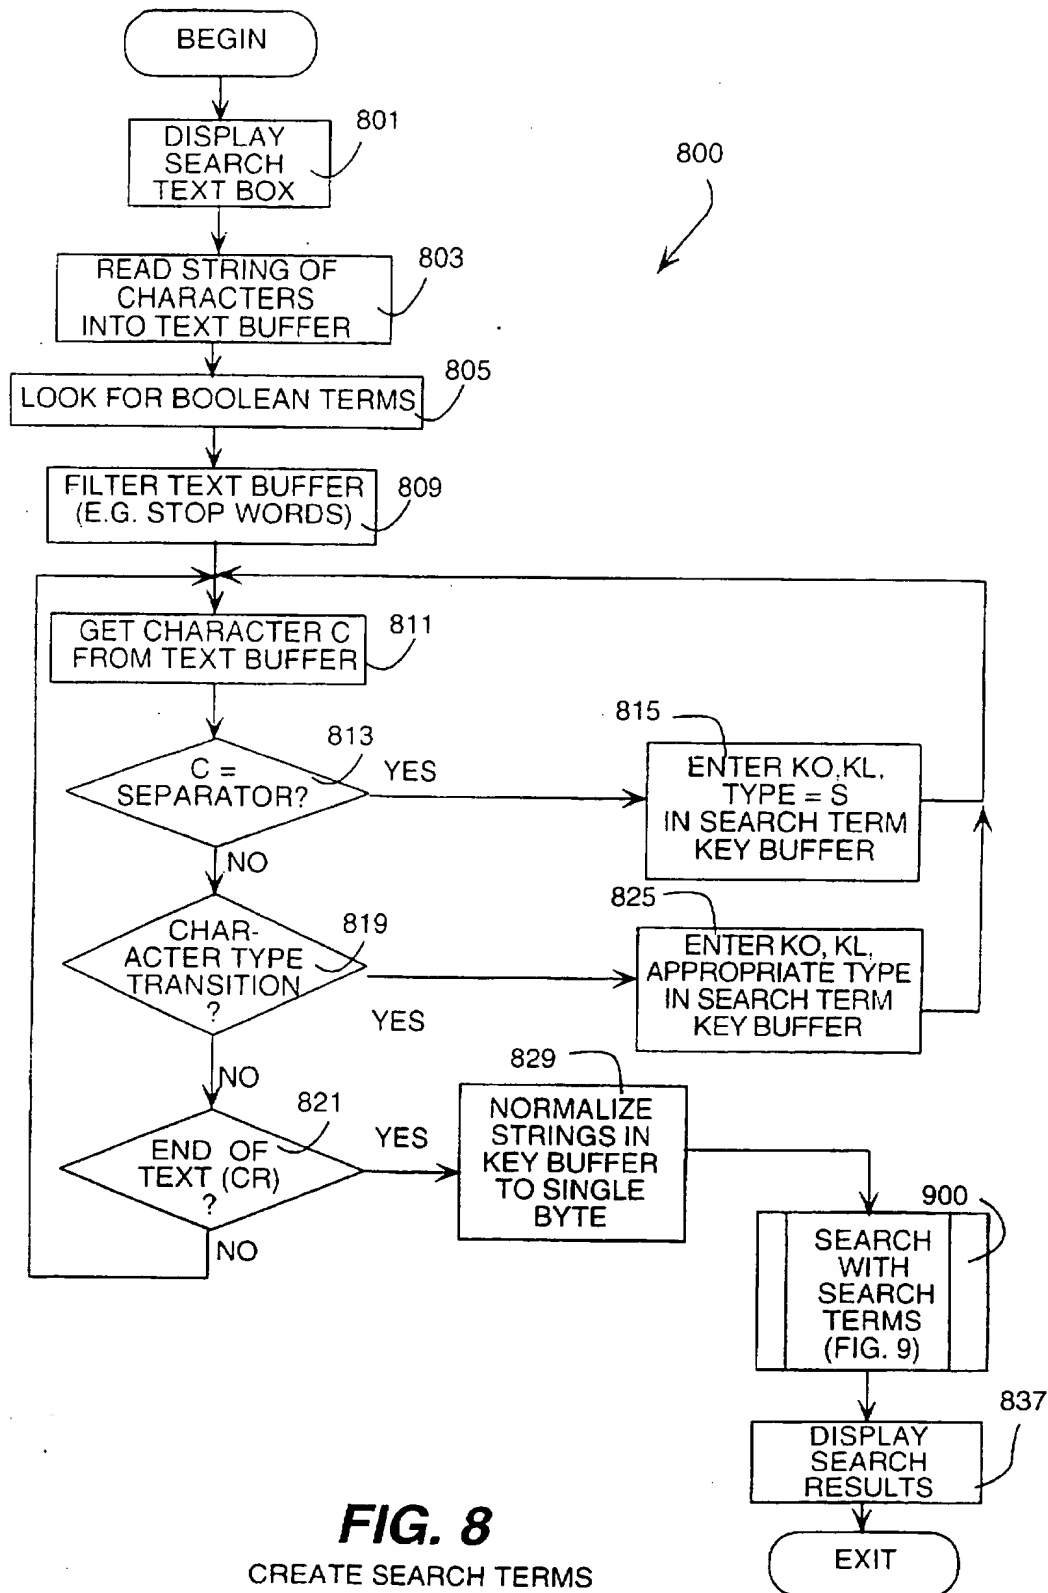 BEGIN
801
DISPLAY
SEARCH
TEXT BOX
800
803
READ STRING OF
CHARACTERS
INTO TEXT BUFFER
805
LOOK FOR BOOLEAN TERMS
FILTER TEXT BUFFER
(E.G. STOP WORDS)
809
GET CHARACTER C
FROM TEXT BUFFER
811
813
C =
SEPARATOR?
YES
815
ENTER KO, KL,
TYPE = S
IN SEARCH TERM
KEY BUFFER
NO
CHAR-
ACTER TYPE
TRANSITION
?
819
YES
825
ENTER KO, KL,
APPROPRIATE TYPE
IN SEARCH TERM
KEY BUFFER
NO
821
END OF
TEXT (CR)
?
YES
829
NORMALIZE
STRINGS IN
KEY BUFFER
TO SINGLE
BYTE
NO
900
SEARCH
WITH
SEARCH
TERMS
(FIG. 9)
837
DISPLAY
SEARCH
RESULTS
EXIT
FIG. 8
CREATE SEARCH TERMS